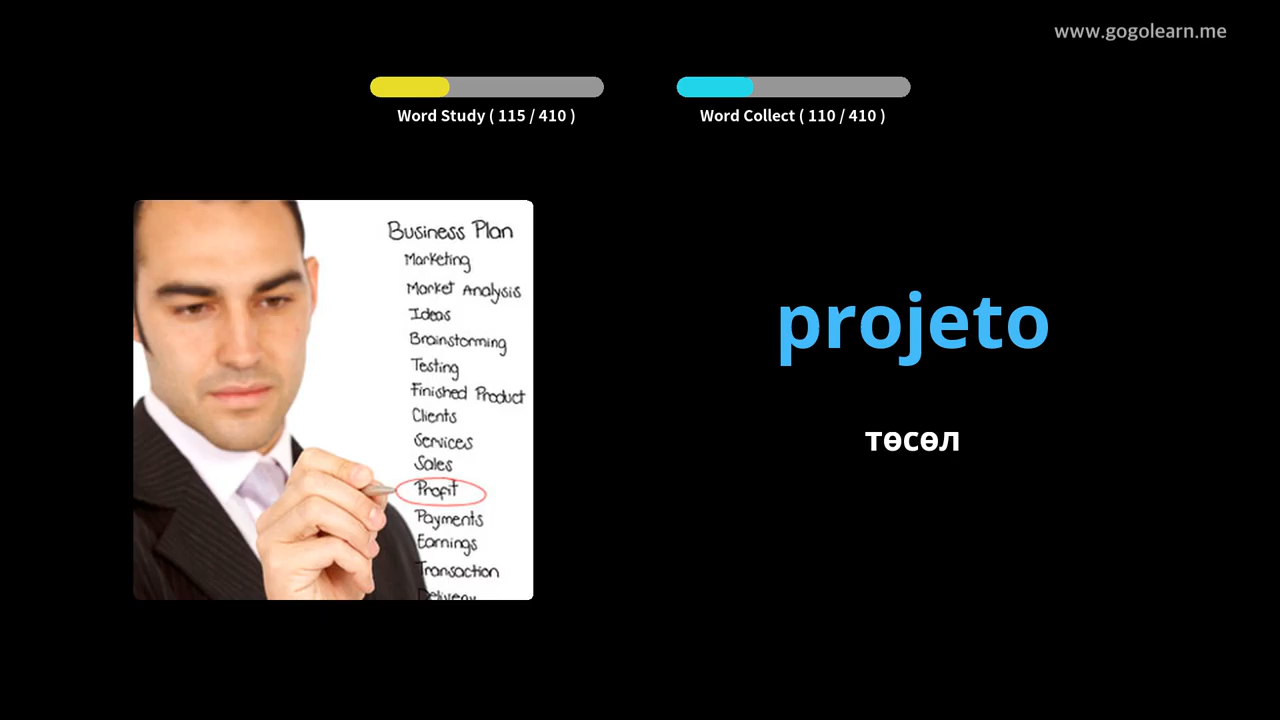 www.gogolearn.me
Word Study ( 115 / 410 )
Word Collect ( 110 / 410 )
Business Plan
Marketing
Market Analysis
Ideas
Brainstorming
Testing
Finished Product
Clients
Services
Sales
Profit
Payments
Earnings
Transaction
Delivery
projeto
төсөл